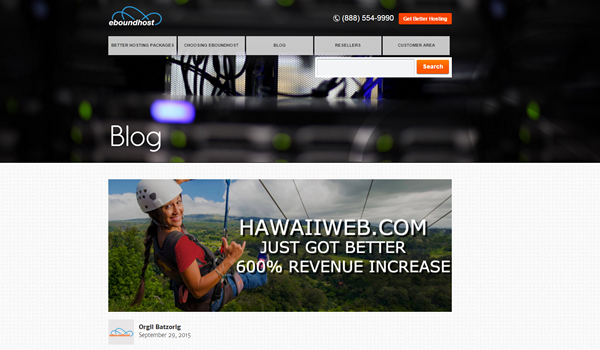 eboundhost
(888) 554-9990
Get Better Hosting
BETTER HOSTING PACKAGES
CHOOSING EBOUNDHOST
BLOG
RESELLERS
CUSTOMER AREA
Search
Blog
HAWAIIWEB.COM
JUST GOT BETTER
600% REVENUE INCREASE
Orgil Batzorig
September 29, 2015